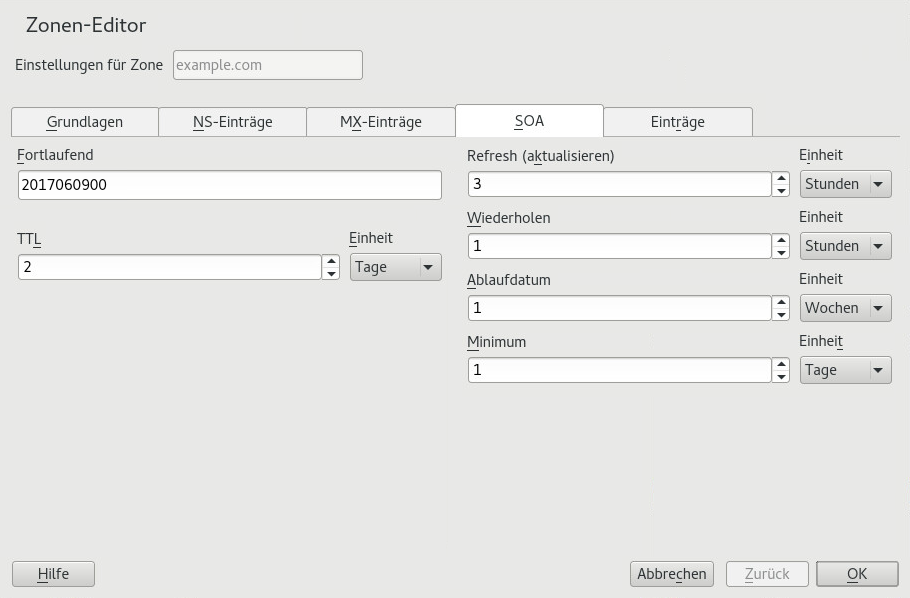 Zonen-Editor
Einstellungen für Zone example.com
Grundlagen NS-Einträge MX-Einträge SOA Einträge
Fortlaufend
2017060900
TTL Einheit
2 Tage
Refresh (aktualisieren) Einheit
3 Stunden
Wiederholen Einheit
1 Stunden
Ablaufdatum Einheit
1 Wochen
Minimum Einheit
1 Tage
Hilfe Abbrechen Zurück OK